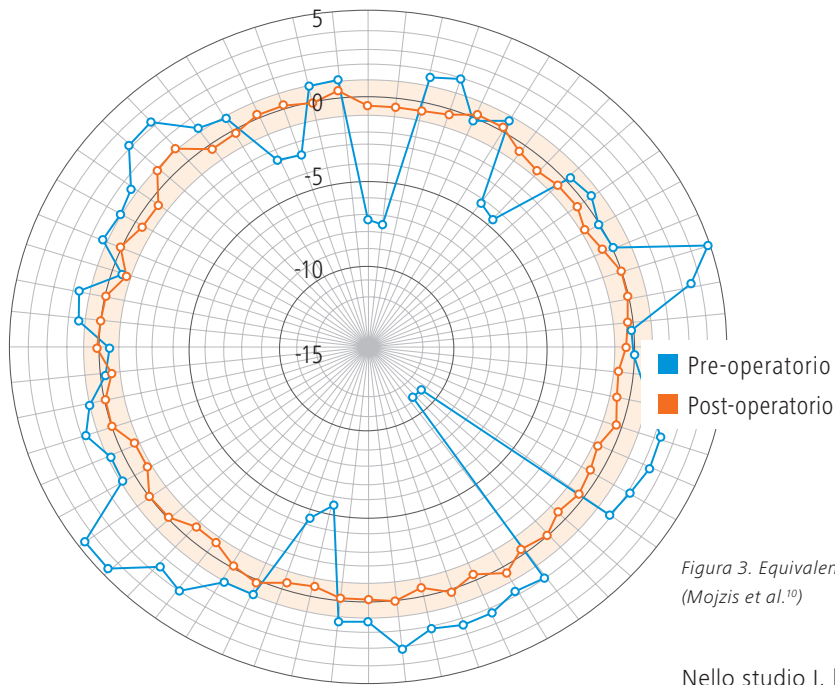 5
0
-5
-10
-15
Pre-operatorio
Post-operatorio
Figura 3. Equivalen
(Mojzis et al.¹⁰)
Nello studio I, l